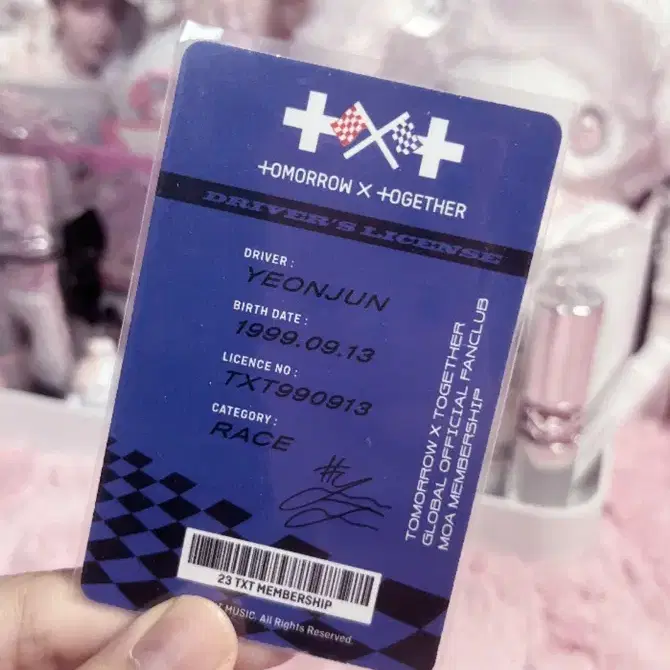 TOMORROW X TOGETHER
DRIVER'S LICENSE
DRIVER :
YEONJUN
BIRTH DATE :
1999.09.13
LICENCE NO :
TXT990913
CATEGORY :
RACE
TOMORROW X TOGETHER
GLOBAL OFFICIAL FANCLUB
MOA MEMBERSHIP
23 TXT MEMBERSHIP
MUSIC. All Rights Reserved.